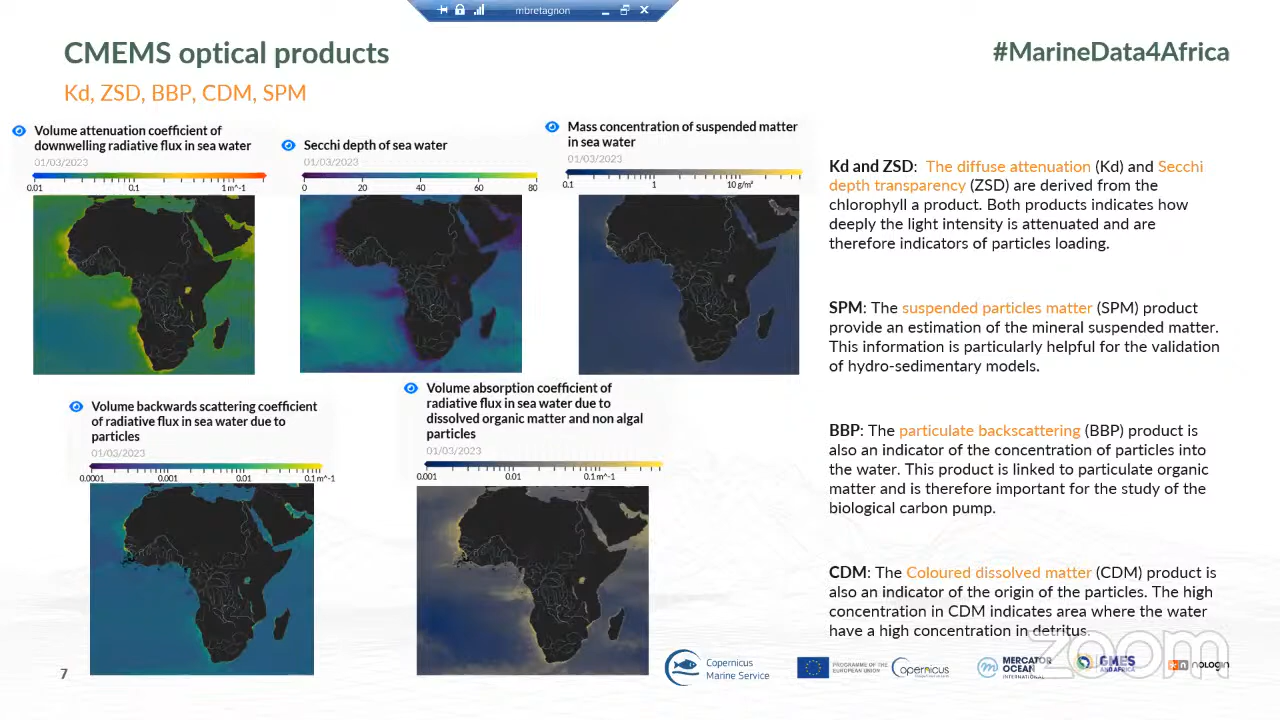 mbretagnon
CMEMS optical products
#MarineData4Africa
Kd, ZSD, BBP, CDM, SPM
Volume attenuation coefficient of
downwelling radiative flux in sea water
01/03/2023
0.01 0.1 1 m^-1
Secchi depth of sea water
01/03/2023
0 20 40 60 80
Mass concentration of suspended matter
in sea water
01/03/2023
0.1 1 10 g/m³
Volume backwards scattering coefficient
of radiative flux in sea water due to
particles
01/03/2023
0.0001 0.001 0.01 0.1 m^-1
Volume absorption coefficient of
radiative flux in sea water due to
dissolved organic matter and non algal
particles
01/03/2023
0.001 0.01 0.1 m^-1
Kd and ZSD: The diffuse attenuation (Kd) and Secchi
depth transparency (ZSD) are derived from the
chlorophyll a product. Both products indicates how
deeply the light intensity is attenuated and are
therefore indicators of particles loading.
SPM: The suspended particles matter (SPM) product
provide an estimation of the mineral suspended matter.
This information is particularly helpful for the validation
of hydro-sedimentary models.
BBP: The particulate backscattering (BBP) product is
also an indicator of the concentration of particles into
the water. This product is linked to particulate organic
matter and is therefore important for the study of the
biological carbon pump.
CDM: The Coloured dissolved matter (CDM) product is
also an indicator of the origin of the particles. The high
concentration in CDM indicates area where the water
have a high concentration in detritus.
7
Copernicus
Marine Service
PROGRAMME OF THE
EUROPEAN UNION
opernicus
MERCATOR
OCEAN
INTERNATIONAL
GMES
AND AFRICA
nologin
zoom